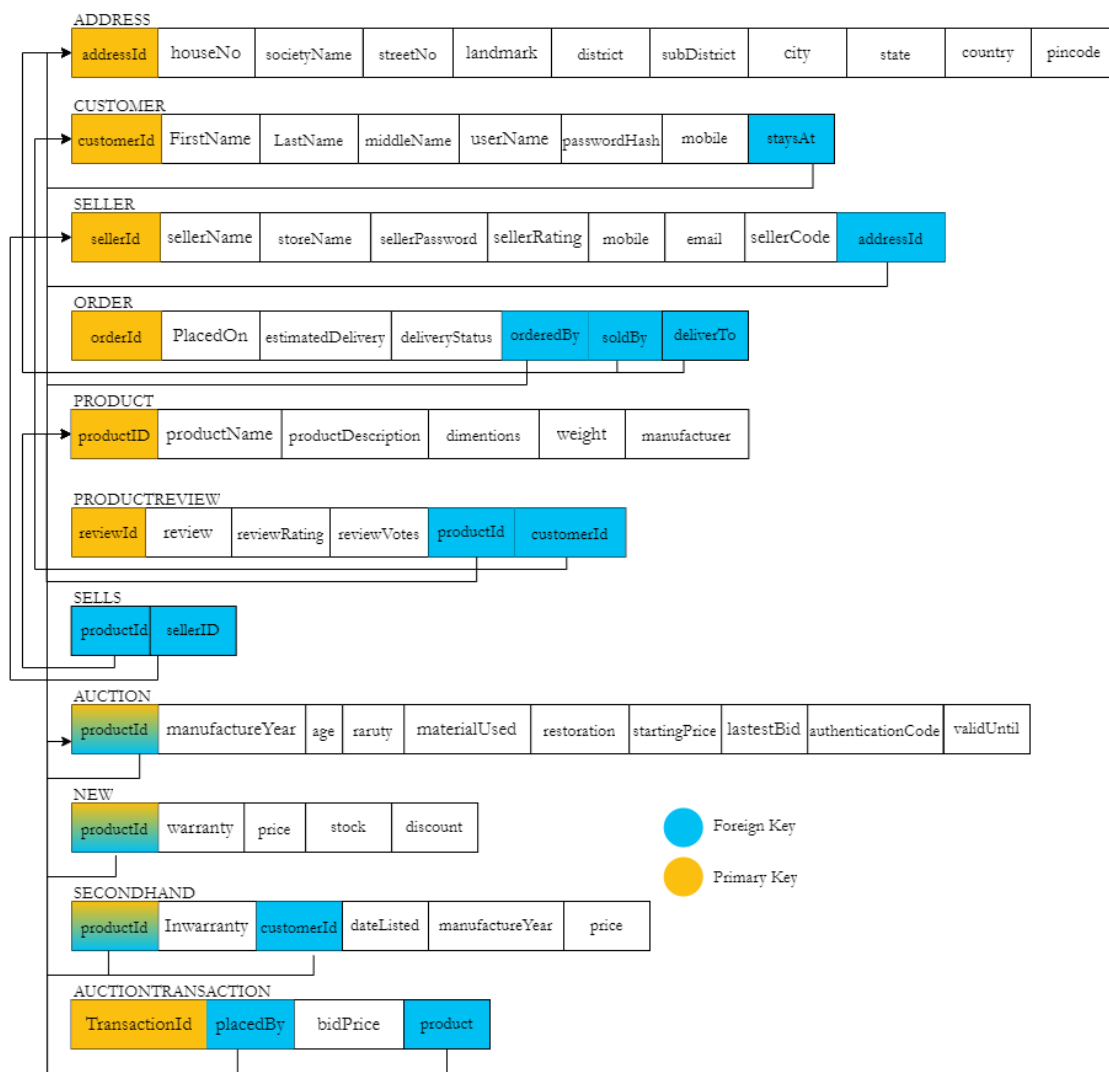 ADDRESS
addressId houseNo societyName streetNo landmark district subDistrict city state country pincode
CUSTOMER
customerId FirstName LastName middleName userName passwordHash mobile staysAt
SELLER
sellerId sellerName storeName sellerPassword sellerRating mobile email sellerCode addressId
ORDER
orderId PlacedOn estimatedDelivery deliveryStatus orderedBy soldBy deliverTo
PRODUCT
productID productName productDescription dimentions weight manufacturer
PRODUCTREVIEW
reviewId review reviewRating reviewVotes productId customerId
SELLS
productId sellerID
AUCTION
productId manufactureYear age raruty materialUsed restoration startingPrice lastestBid authenticationCode validUntil
NEW
productId warranty price stock discount
Foreign Key
Primary Key
SECONDHAND
productId Inwarranty customerId dateListed manufactureYear price
AUCTIONTRANSACTION
TransactionId placedBy bidPrice product